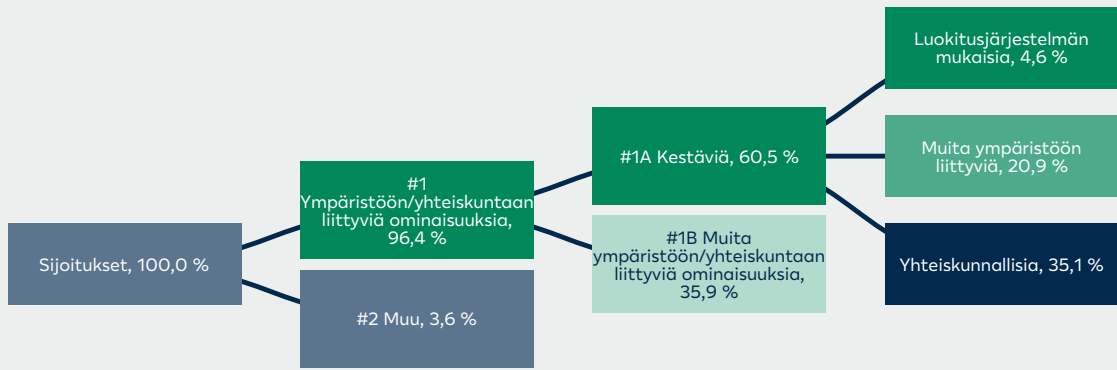 Sijoitukset, 100,0 %
#1
Ympäristöön/yhteiskuntaan
liittyviä ominaisuuksia,
96,4 %
#2 Muu, 3,6 %
#1A Kestäviä, 60,5 %
#1B Muita
ympäristöön/yhteiskuntaan
liittyviä ominaisuuksia,
35,9 %
Luokitusjärjestelmän
mukaisia, 4,6 %
Muita ympäristöön
liittyviä, 20,9 %
Yhteiskunnallisia, 35,1 %